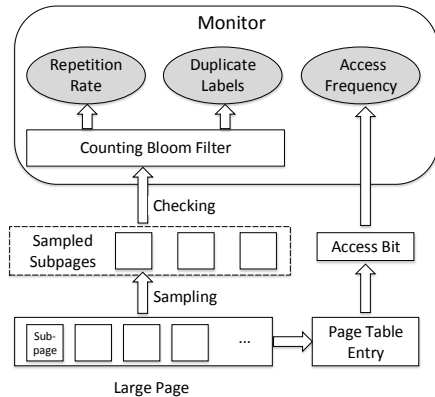 Monitor
Repetition
Rate
Duplicate
Labels
Access
Frequency
Counting Bloom Filter
Checking
Sampled
Subpages
Access Bit
Sampling
Sub-
page
...
Page Table
Entry
Large Page